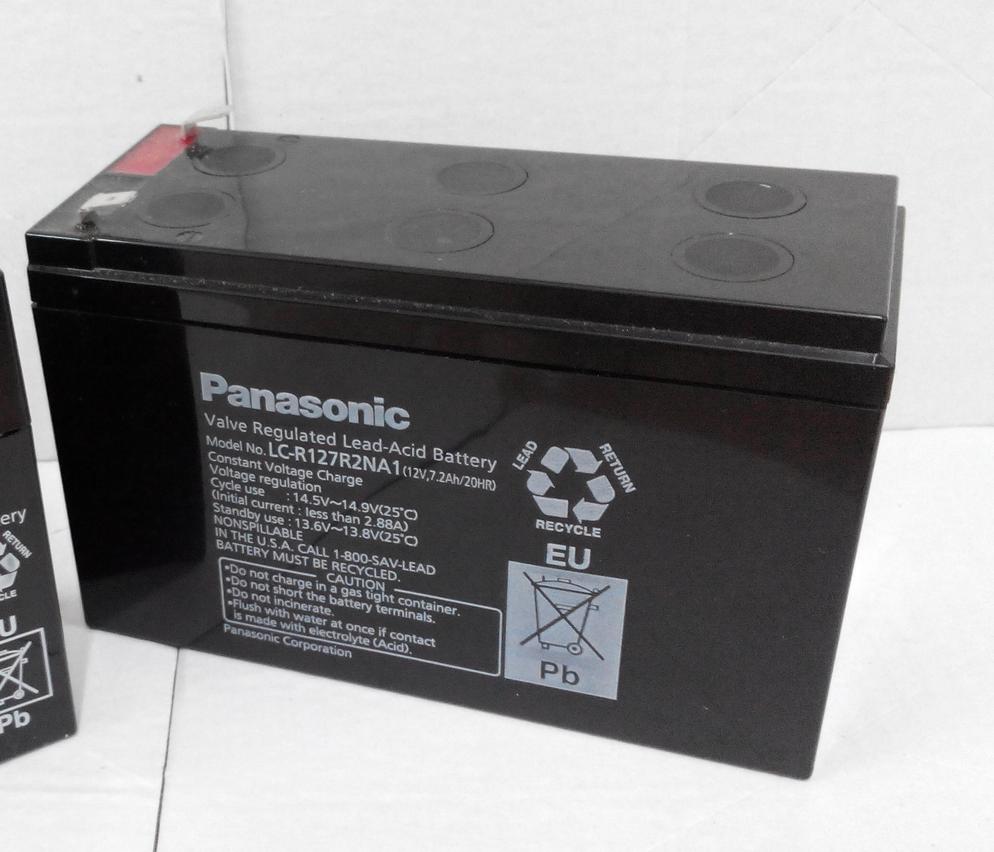 Panasonic
Valve Regulated Lead-Acid Battery
Model No. LC-R127R2NA1 (12V,7.2Ah/20HR)
Constant Voltage Charge
Voltage regulation
Cycle use : 14.5V～14.9V(25℃)
(Initial current : less than 2.88A)
Standby use : 13.6V～13.8V(25℃)
NONSPILLABLE
IN THE U.S.A. CALL 1-800-SAV-LEAD
BATTERY MUST BE RECYCLED.
CAUTION
•Do not charge in a gas tight container.
•Do not short the battery terminals.
•Do not incinerate.
•Flush with water at once if contact
is made with electrolyte (Acid).
Panasonic Corporation
LEAD
RETURN
RECYCLE
EU
Pb
ery
RETURN
CLE
U
Pb